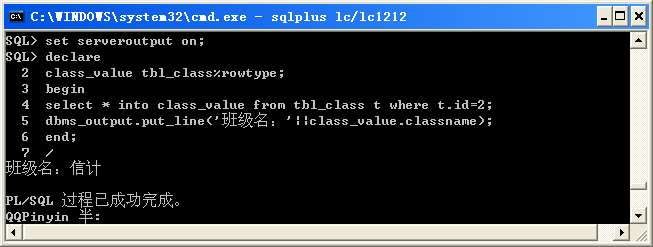 C:\WINDOWS\system32\cmd.exe - sqlplus lc/lc1212
SQL> set serveroutput on;
SQL> declare
2 class_value tbl_class%rowtype;
3 begin
4 select * into class_value from tbl_class t where t.id=2;
5 dbms_output.put_line('班级名：'||class_value.classname);
6 end;
7 /
班级名：信计
PL/SQL 过程已成功完成。
QQPinyin 半: